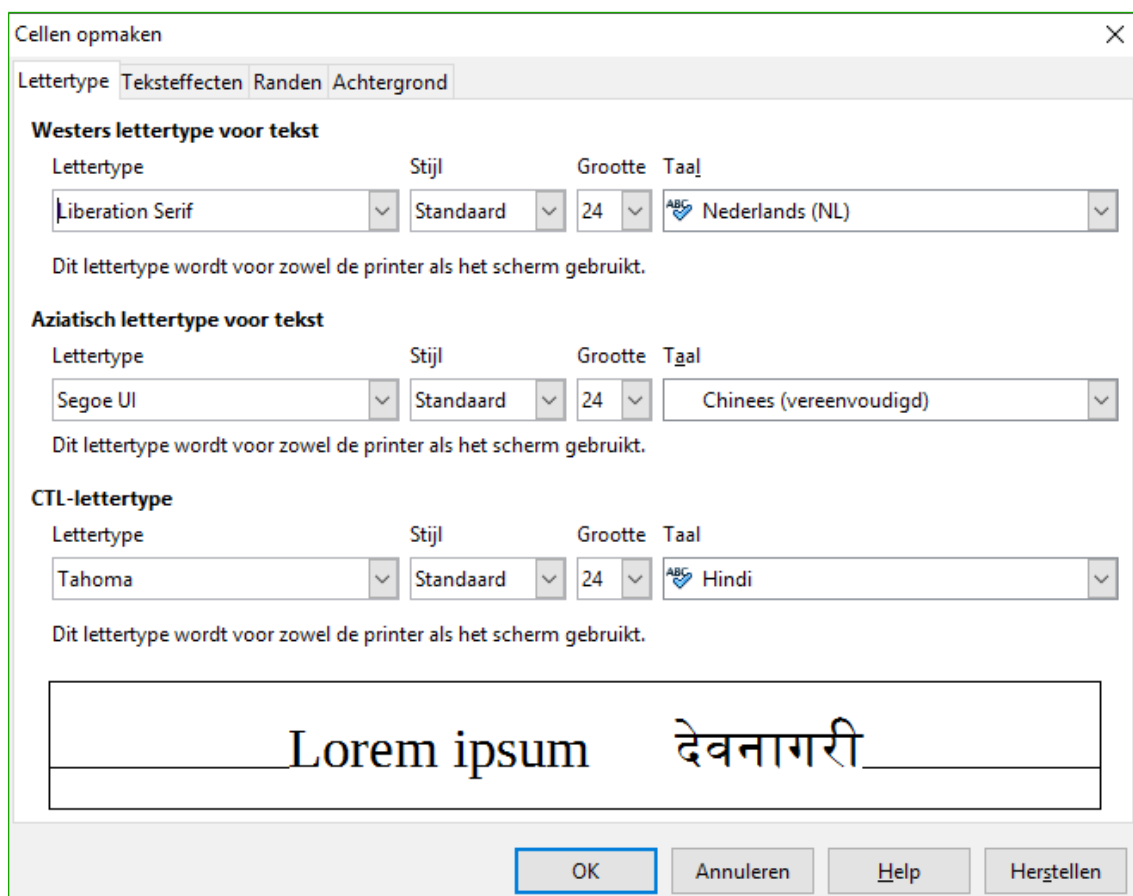 Cellen opmaken
Lettertype Teksteffecten Randen Achtergrond
Westers lettertype voor tekst
Lettertype Stijl Grootte Taal
Liberation Serif Standaard 24 ABC Nederlands (NL)
Dit lettertype wordt voor zowel de printer als het scherm gebruikt.
Aziatisch lettertype voor tekst
Lettertype Stijl Grootte Taal
Segoe UI Standaard 24 Chinees (vereenvoudigd)
Dit lettertype wordt voor zowel de printer als het scherm gebruikt.
CTL-lettertype
Lettertype Stijl Grootte Taal
Tahoma Standaard 24 ABC Hindi
Dit lettertype wordt voor zowel de printer als het scherm gebruikt.
Lorem ipsum देवनागरी
OK Annuleren Help Herstellen